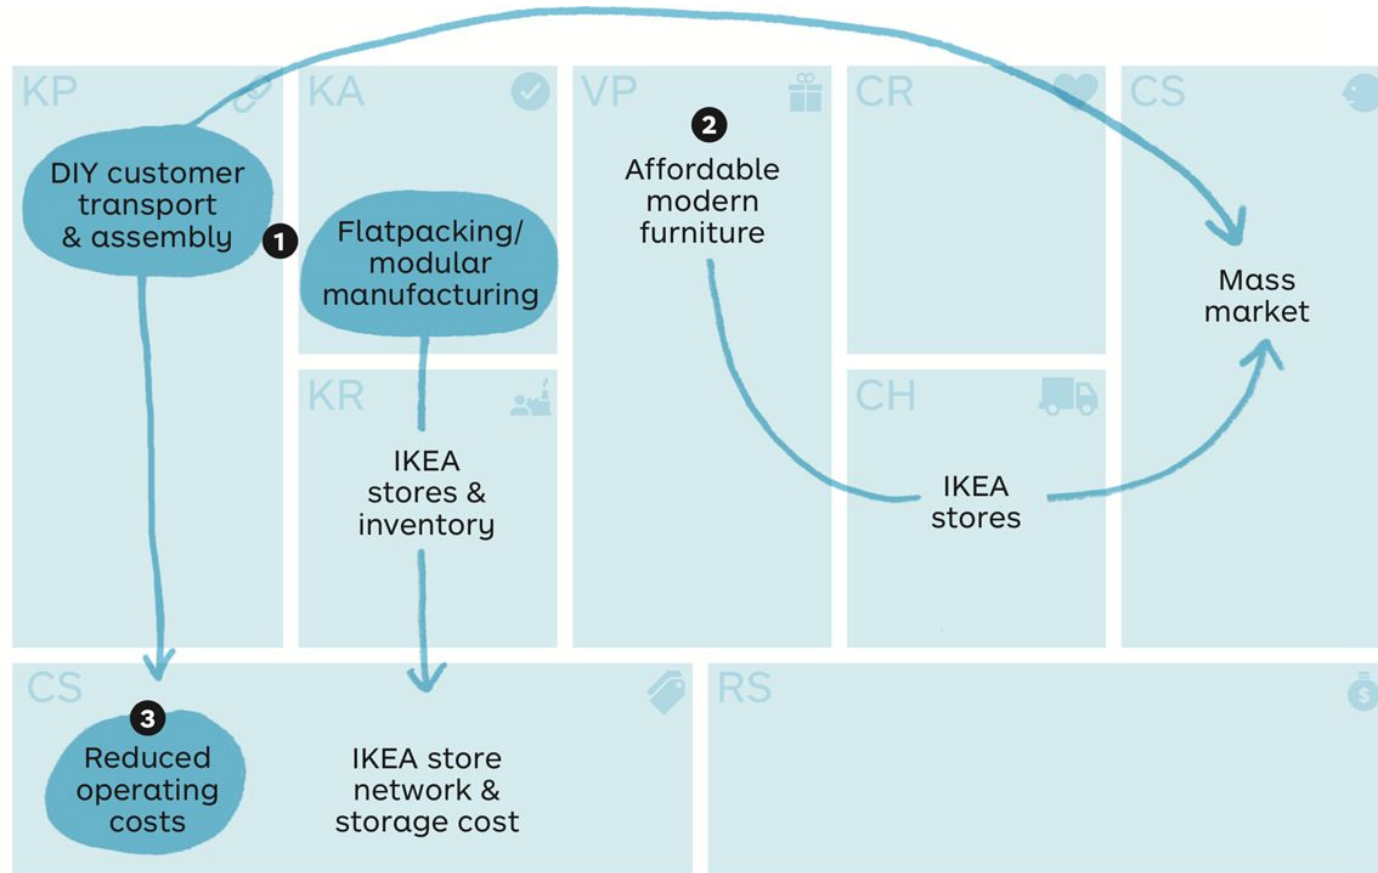 KP
DIY customer
transport
& assembly
1
KA
Flatpacking/
modular
manufacturing
KR
IKEA
stores &
inventory
VP
2
Affordable
modern
furniture
CR
CH
IKEA
stores
CS
Mass
market
CS
3
Reduced
operating
costs
IKEA store
network &
storage cost
RS
$